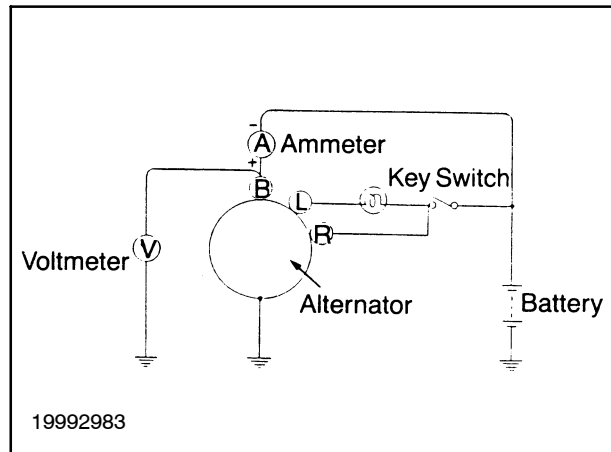 -
A Ammeter
+
B
Key Switch
L
R
V
Voltmeter
Alternator
Battery
19992983